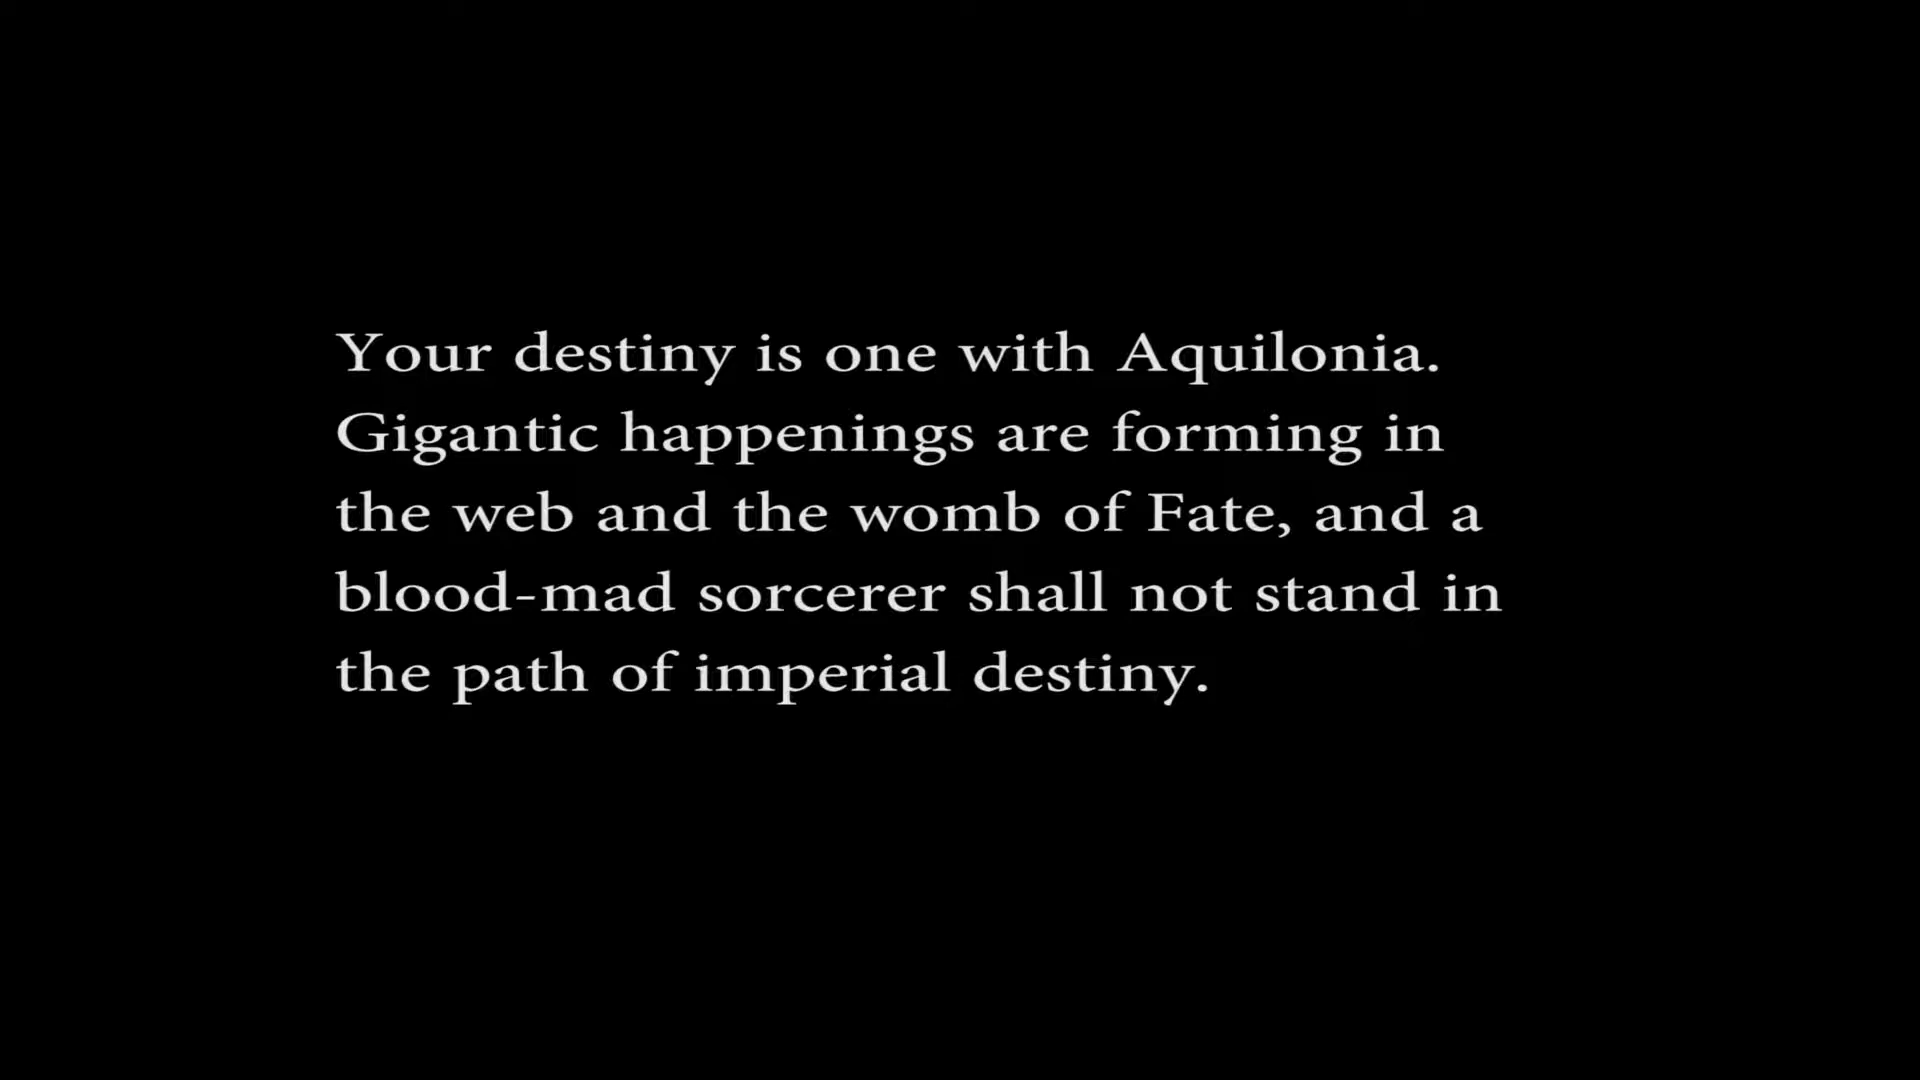 Your destiny is one with Aquilonia.
Gigantic happenings are forming in
the web and the womb of Fate, and a
blood-mad sorcerer shall not stand in
the path of imperial destiny.